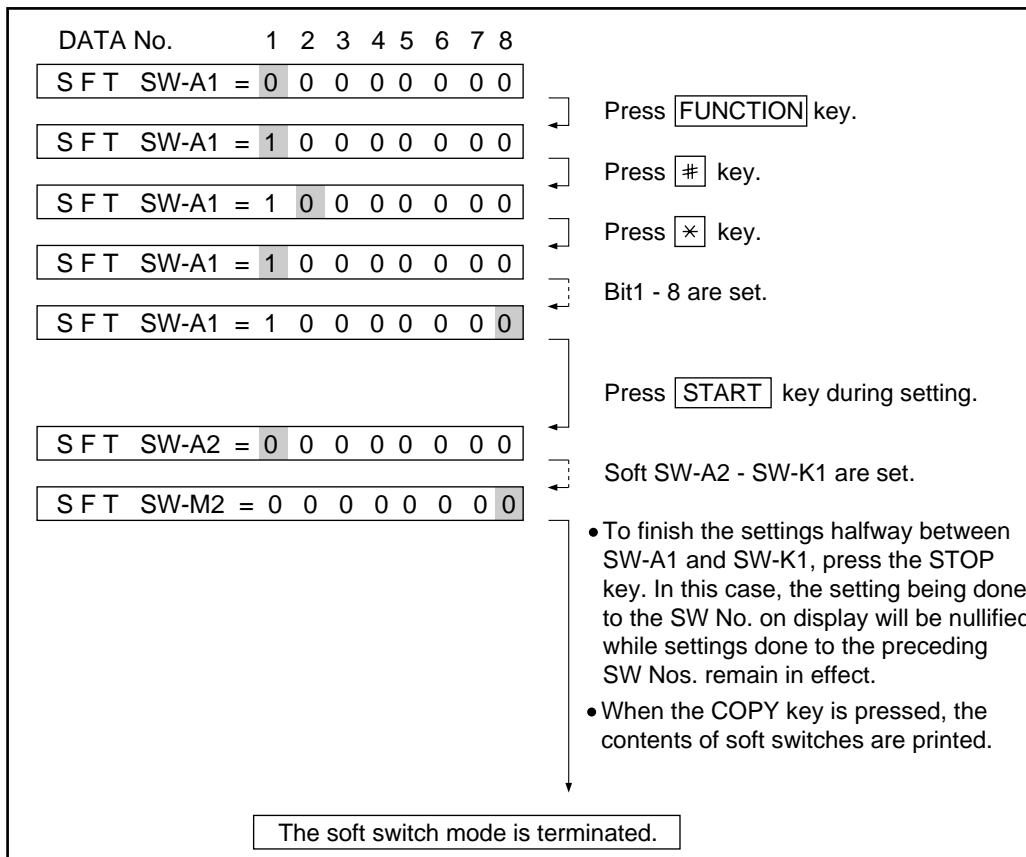 DATA No. 1 2 3 4 5 6 7 8
SFT SW-A1 = 0 0 0 0 0 0 0 0
Press FUNCTION key.
SFT SW-A1 = 1 0 0 0 0 0 0 0
Press # key.
SFT SW-A1 = 1 0 0 0 0 0 0 0
Press * key.
SFT SW-A1 = 1 0 0 0 0 0 0 0
Bit1 - 8 are set.
SFT SW-A1 = 1 0 0 0 0 0 0 0
Press START key during setting.
SFT SW-A2 = 0 0 0 0 0 0 0 0
Soft SW-A2 - SW-K1 are set.
SFT SW-M2 = 0 0 0 0 0 0 0 0
• To finish the settings halfway between
SW-A1 and SW-K1, press the STOP
key. In this case, the setting being done
to the SW No. on display will be nullified
while settings done to the preceding
SW Nos. remain in effect.
• When the COPY key is pressed, the
contents of soft switches are printed.
The soft switch mode is terminated.